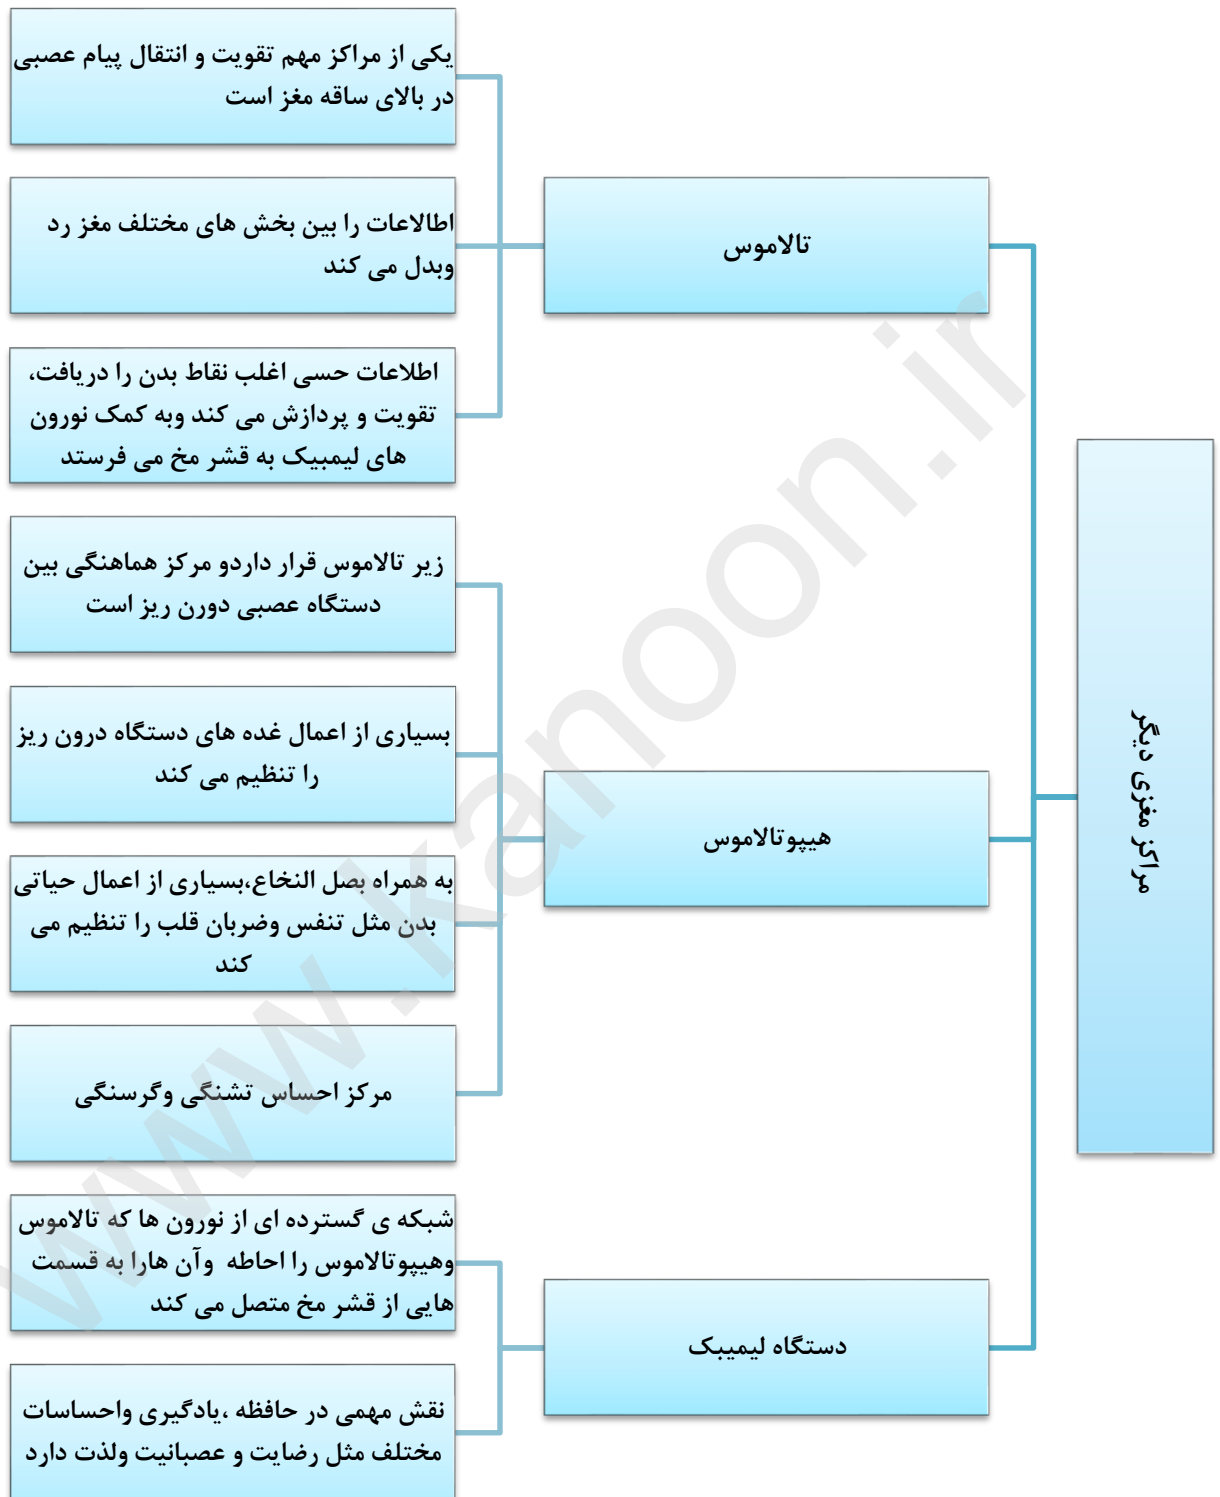 مراکز مغزی دیگر
تالاموس
یکی از مراکز مهم تقویت و انتقال پیام عصبی
در بالای ساقه مغز است
اطالاعات را بین بخش های مختلف مغز رد
وبدل می کند
اطلاعات حسی اغلب نقاط بدن را دریافت،
تقویت و پردازش می کند وبه کمک نورون
های لیمبیک به قشر مخ می فرستد
هیپوتالاموس
زیر تالاموس قرار داردو مرکز هماهنگی بین
دستگاه عصبی دورن ریز است
بسیاری از اعمال غده های دستگاه درون ریز
را تنظیم می کند
به همراه بصل النخاع،بسیاری از اعمال حیاتی
بدن مثل تنفس وضربان قلب را تنظیم می
کند
مرکز احساس تشنگی وگرسنگی
دستگاه لیمیبک
شبکه ی گسترده ای از نورون ها که تالاموس
وهیپوتالاموس را احاطه وآن هارا به قسمت
هایی از قشر مخ متصل می کند
نقش مهمی در حافظه ،یادگیری واحساسات
مختلف مثل رضایت و عصبانیت ولذت دارد
www.kanoon.ir